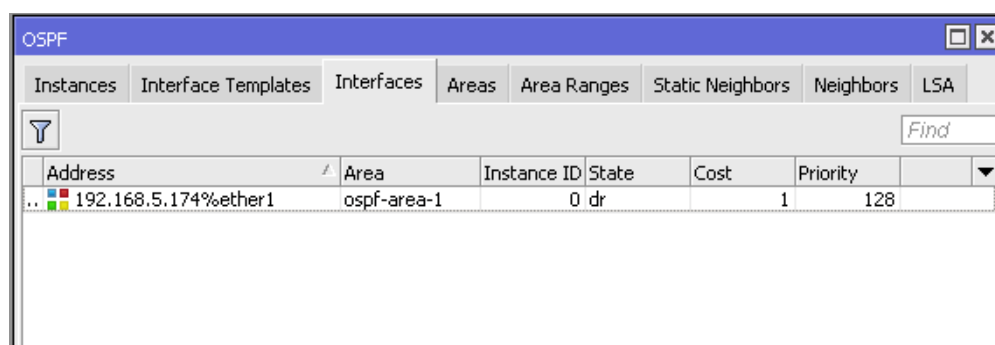 OSPF
Instances Interface Templates Interfaces Areas Area Ranges Static Neighbors Neighbors LSA
Find
Address Area Instance ID State Cost Priority
.. 192.168.5.174%ether1 ospf-area-1 0 dr 1 128